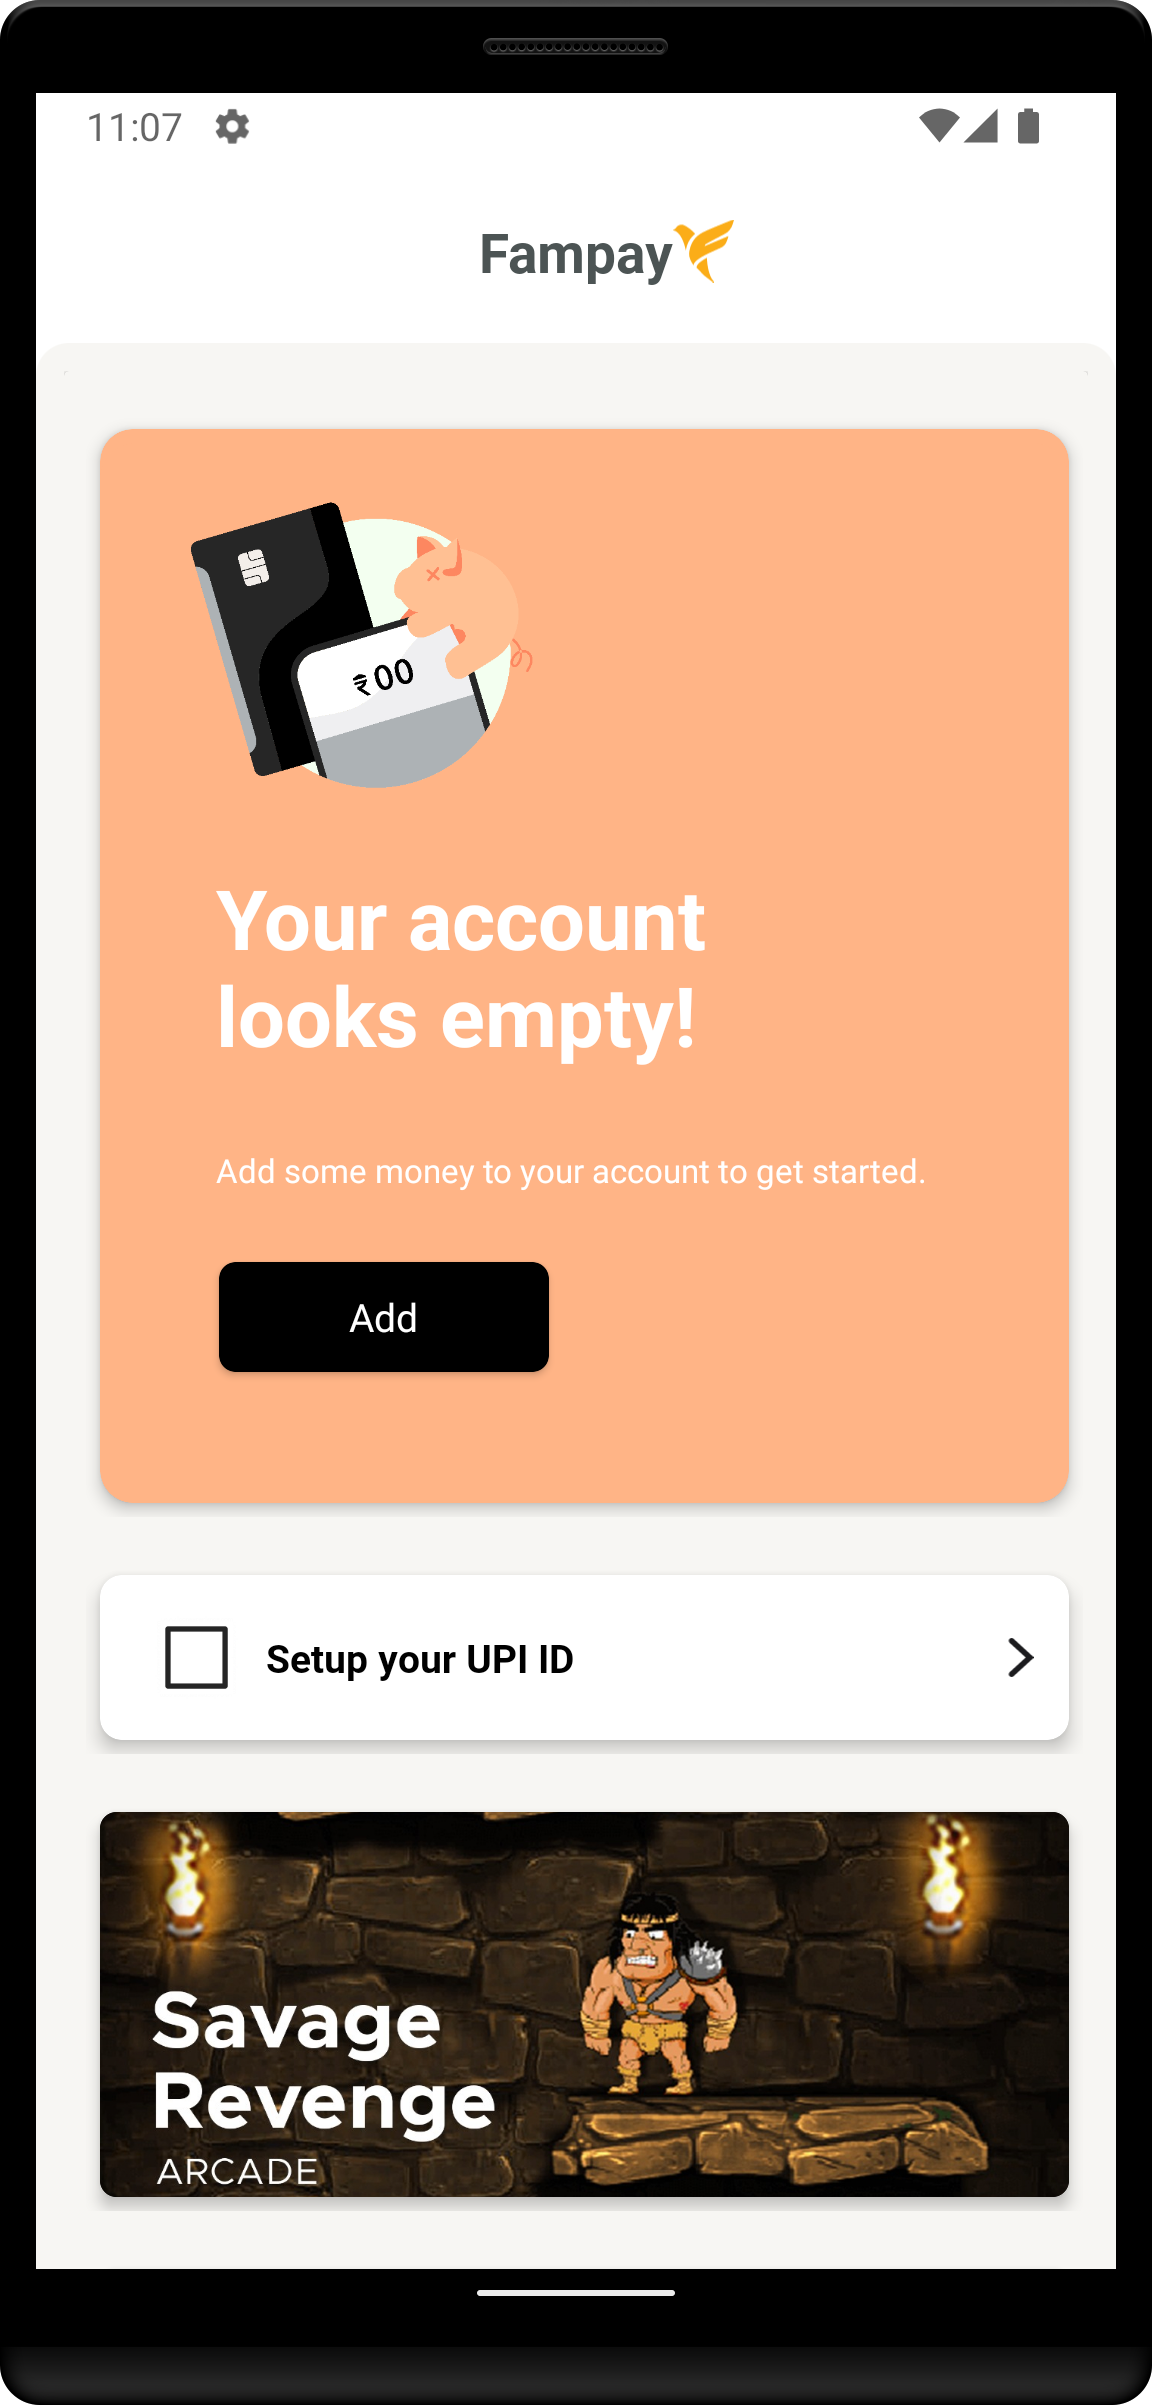 11:07
Fampay
₹00
Your account
looks empty!
Add some money to your account to get started.
Add
Setup your UPI ID
Savage
Revenge
ARCADE